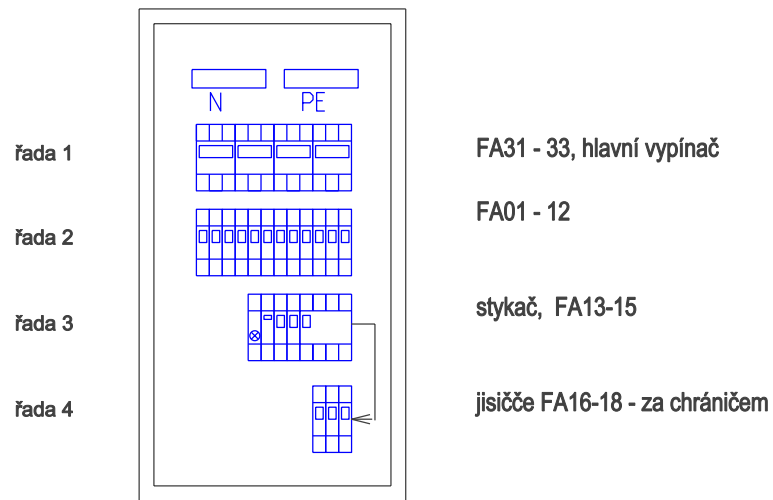 N PE
řada 1 FA31 - 33, hlavní vypínač
FA01 - 12
řada 2
stykač, FA13-15
řada 3
řada 4 jisičče FA16-18 - za chráničem